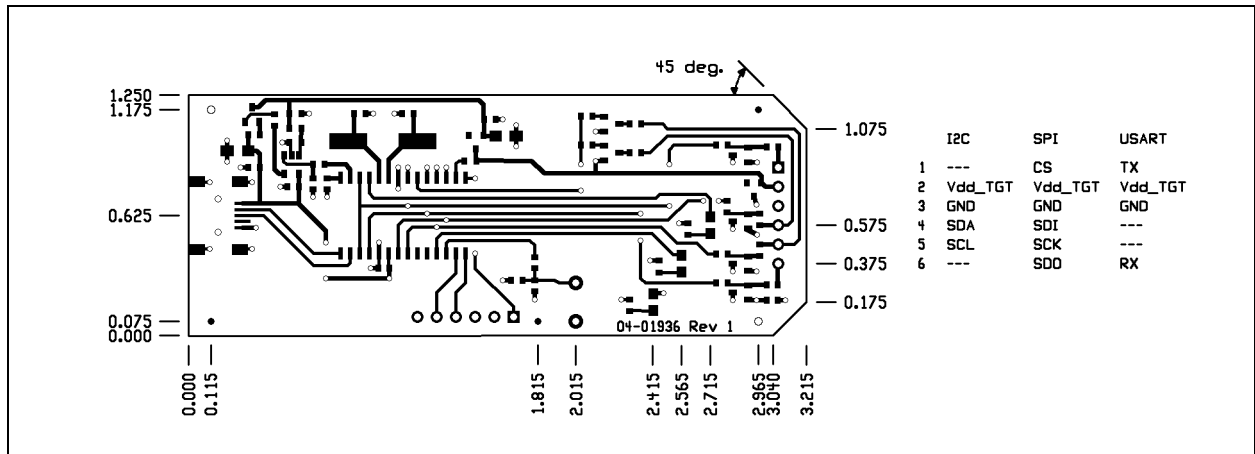 45 deg.
1.250
1.175
0.625
0.075
0.000
1.075
0.575
0.375
0.175
I2C SPI USART
1 --- CS TX
2 Vdd_TGT Vdd_TGT Vdd_TGT
3 GND GND GND
4 SDA SDI ---
5 SCL SCK ---
6 --- SDO RX
04-01936 Rev 1
0.000
0.115
1.815
2.015
2.415
2.565
2.715
2.965
3.040
3.215